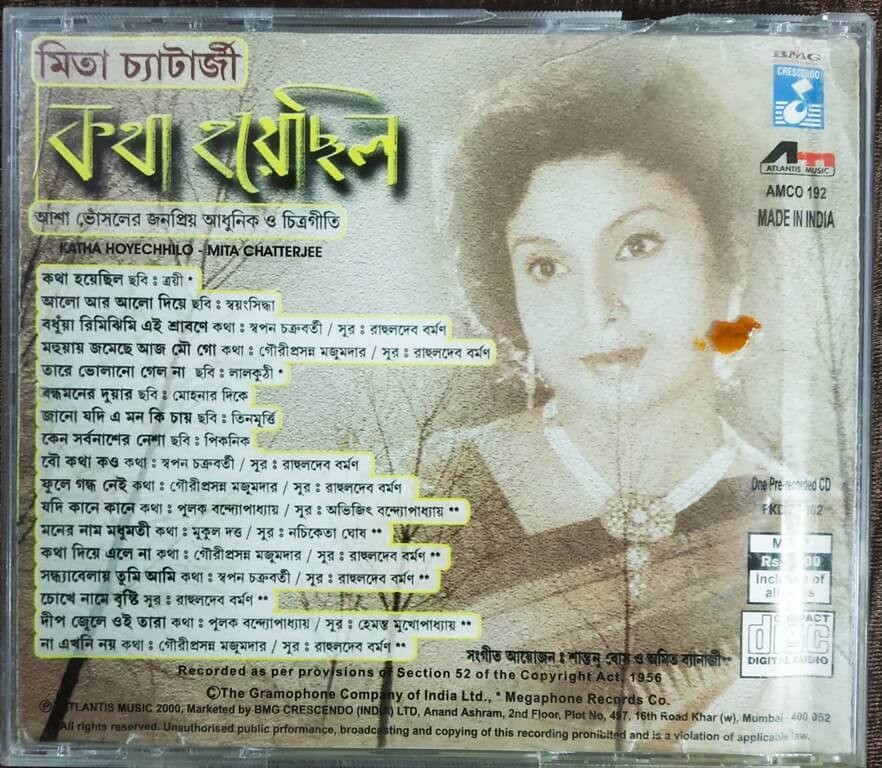 মিতা চ্যাটার্জী
কথা হয়েছিল
আশা ভোঁসলের জনপ্রিয় আধুনিক ও চিত্রগীতি
KATHA HOYECHHILO - MITA CHATTERJEE
BMG
CRESCENDO
ATLANTIS MUSIC
AMCO 192
MADE IN INDIA
কথা হয়েছিল ছবি : ত্রয়ী *
আলো আর আলো দিয়ে ছবি : স্বয়ংসিদ্ধা
বধুঁয়া রিমিঝিমি এই শ্রাবণে কথা : স্বপন চক্রবর্তী / সুর : রাহুলদেব বর্মণ
মহুয়ায় জমেছে আজ মৌ গো কথা : গৌরীপ্রসন্ন মজুমদার / সুর : রাহুলদেব বর্মণ
তারে ভোলানো গেল না ছবি : লালকুঠী *
বন্ধমনের দুয়ার ছবি : মোহনার দিকে
জানো যদি এ মন কি চায় ছবি : তিনমূর্ত্তি
কেন সর্বনাশের নেশা ছবি : পিকনিক
বৌ কথা কও কথা : স্বপন চক্রবর্তী / সুর : রাহুলদেব বর্মণ
ফুলে গন্ধ নেই কথা : গৌরীপ্রসন্ন মজুমদার / সুর : রাহুলদেব বর্মণ
যদি কানে কানে কথা : পুলক বন্দ্যোপাধ্যায় / সুর : অভিজিৎ বন্দ্যোপাধ্যায় **
মনের নাম মধুমতী কথা : মুকুল দত্ত / সুর : নচিকেতা ঘোষ **
কথা দিয়ে এলে না কথা : গৌরীপ্রসন্ন মজুমদার / সুর : রাহুলদেব বর্মণ **
সন্ধ্যাবেলায় তুমি আমি কথা : স্বপন চক্রবর্তী / সুর : রাহুলদেব বর্মণ **
চোখে নামে বৃষ্টি সুর : রাহুলদেব বর্মণ **
দীপ জ্বেলে ওই তারা কথা : পুলক বন্দ্যোপাধ্যায় / সুর : হেমন্ত মুখোপাধ্যায় **
না এখনি নয় কথা : গৌরীপ্রসন্ন মজুমদার / সুর : রাহুলদেব বর্মণ **
One Pre-recorded CD
Rs.
Inclusive of
COMPACT
disc
DIGITAL AUDIO
সংগীত আয়োজন : শান্তনু বোস ও অমিত ব্যানার্জী**
Recorded as per provisions of Section 52 of the Copyright Act, 1956
©The Gramophone Company of India Ltd., * Megaphone Records Co.
℗ ATLANTIS MUSIC 2000, Marketed by BMG CRESCENDO (INDIA) LTD, Anand Ashram, 2nd Floor, Plot No, 497, 16th Road Khar (w), Mumbai - 400 052
All rights reserved. Unauthorised public prformance, broadcasting and copying of this recording prohibited and is a violation of applicable law.